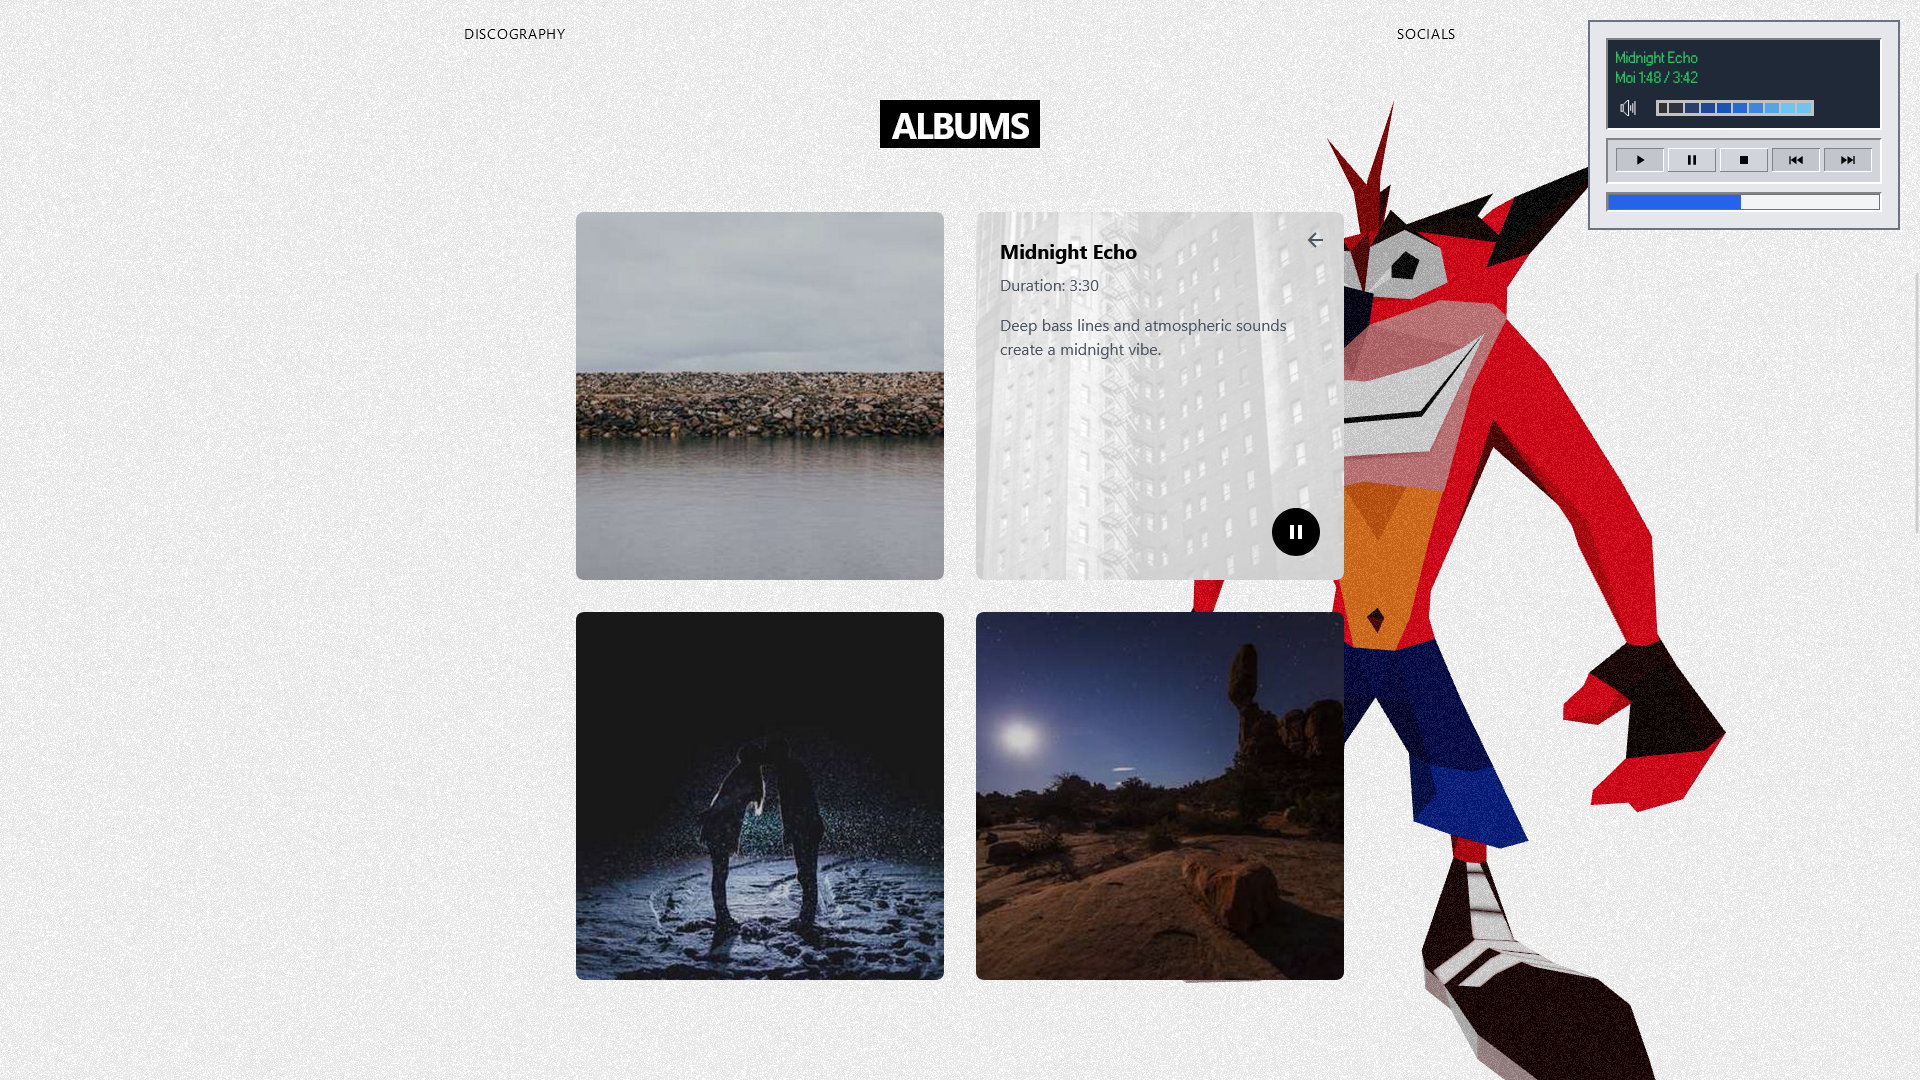 DISCOGRAPHY
SOCIALS
Midnight Echo
Moi 1:48 / 3:42
ALBUMS
Midnight Echo
Duration: 3:30
Deep bass lines and atmospheric sounds
create a midnight vibe.